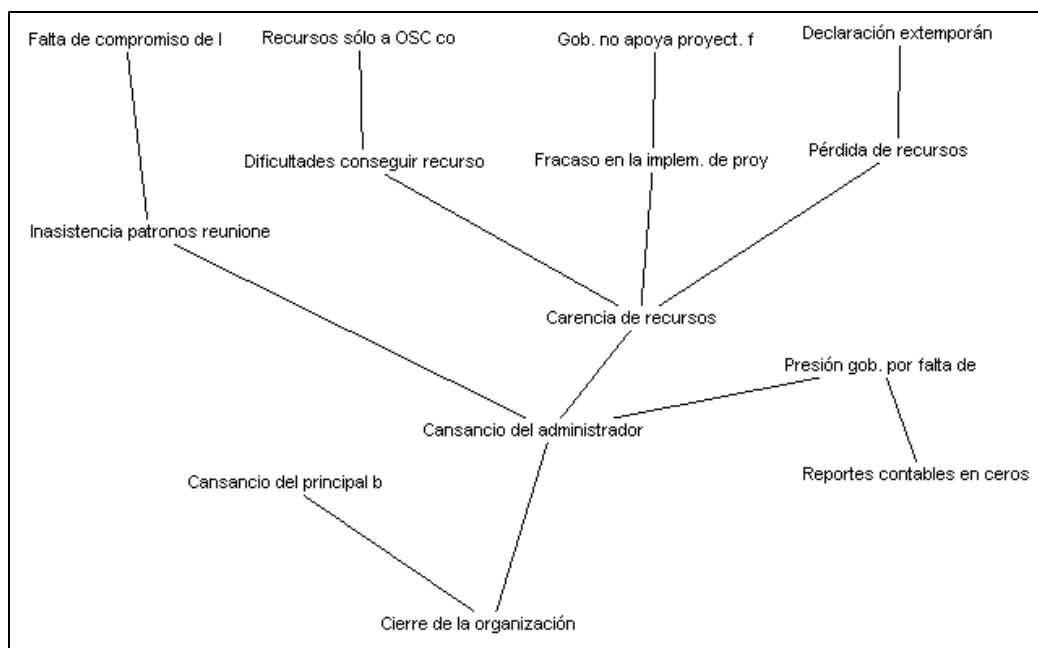 Falta de compromiso de l
Recursos sólo a OSC co
Gob. no apoya proyect. f
Declaración extemporán
Dificultades conseguir recurso
Fracaso en la implem. de proy
Pérdida de recursos
Inasistencia patronos reunione
Carencia de recursos
Presión gob. por falta de
Cansancio del administrador
Cansancio del principal b
Reportes contables en ceros
Cierre de la organización